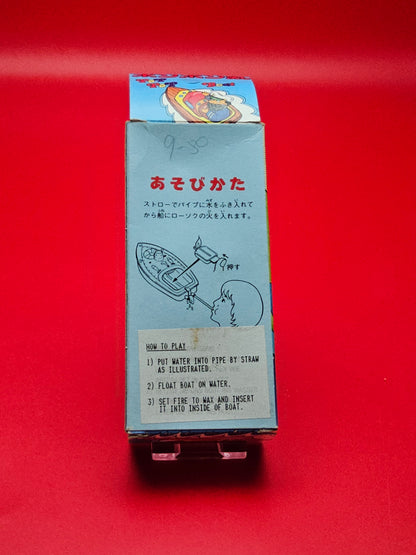 9-50
あそびかた
ストローでパイプに水をふき入れて
から船にローソクの火を入れます。
押す
HOW TO PLAY
1) PUT WATER INTO PIPE BY STRAW
AS ILLUSTRATED.
2) FLOAT BOAT ON WATER.
3) SET FIRE TO WAX AND INSERT
IT INTO INSIDE OF BOAT.